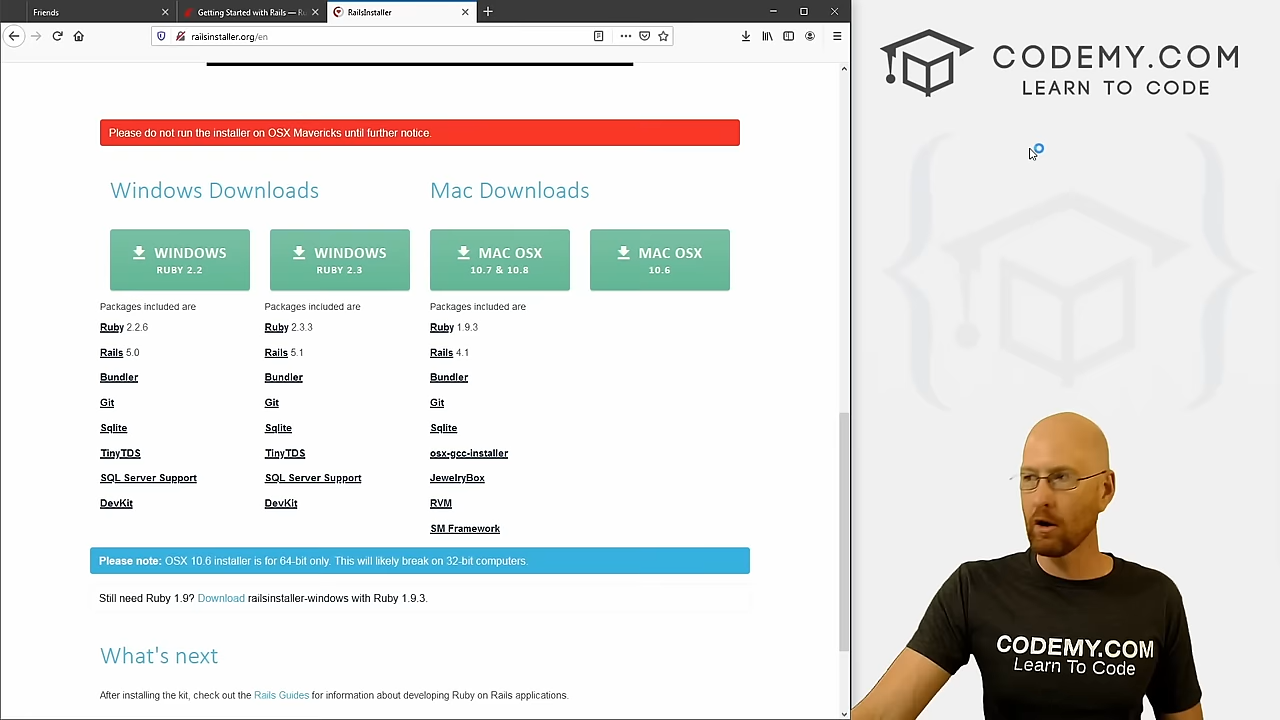 Friends
Getting Started with Rails — Ru
RailsInstaller
railsinstaller.org/en
CODEMY.COM
LEARN TO CODE
Please do not run the installer on OSX Mavericks until further notice.
Windows Downloads
Mac Downloads
WINDOWS
RUBY 2.2
WINDOWS
RUBY 2.3
MAC OSX
10.7 & 10.8
MAC OSX
10.6
Packages included are
Ruby 2.2.6
Rails 5.0
Bundler
Git
Sqlite
TinyTDS
SQL Server Support
DevKit
Packages included are
Ruby 2.3.3
Rails 5.1
Bundler
Git
Sqlite
TinyTDS
SQL Server Support
DevKit
Packages included are
Ruby 1.9.3
Rails 4.1
Bundler
Git
Sqlite
osx-gcc-installer
JewelryBox
RVM
SM Framework
Please note: OSX 10.6 installer is for 64-bit only. This will likely break on 32-bit computers.
Still need Ruby 1.9? Download railsinstaller-windows with Ruby 1.9.3.
What's next
After installing the kit, check out the Rails Guides for information about developing Ruby on Rails applications.
CODEMY.COM
Learn To Code